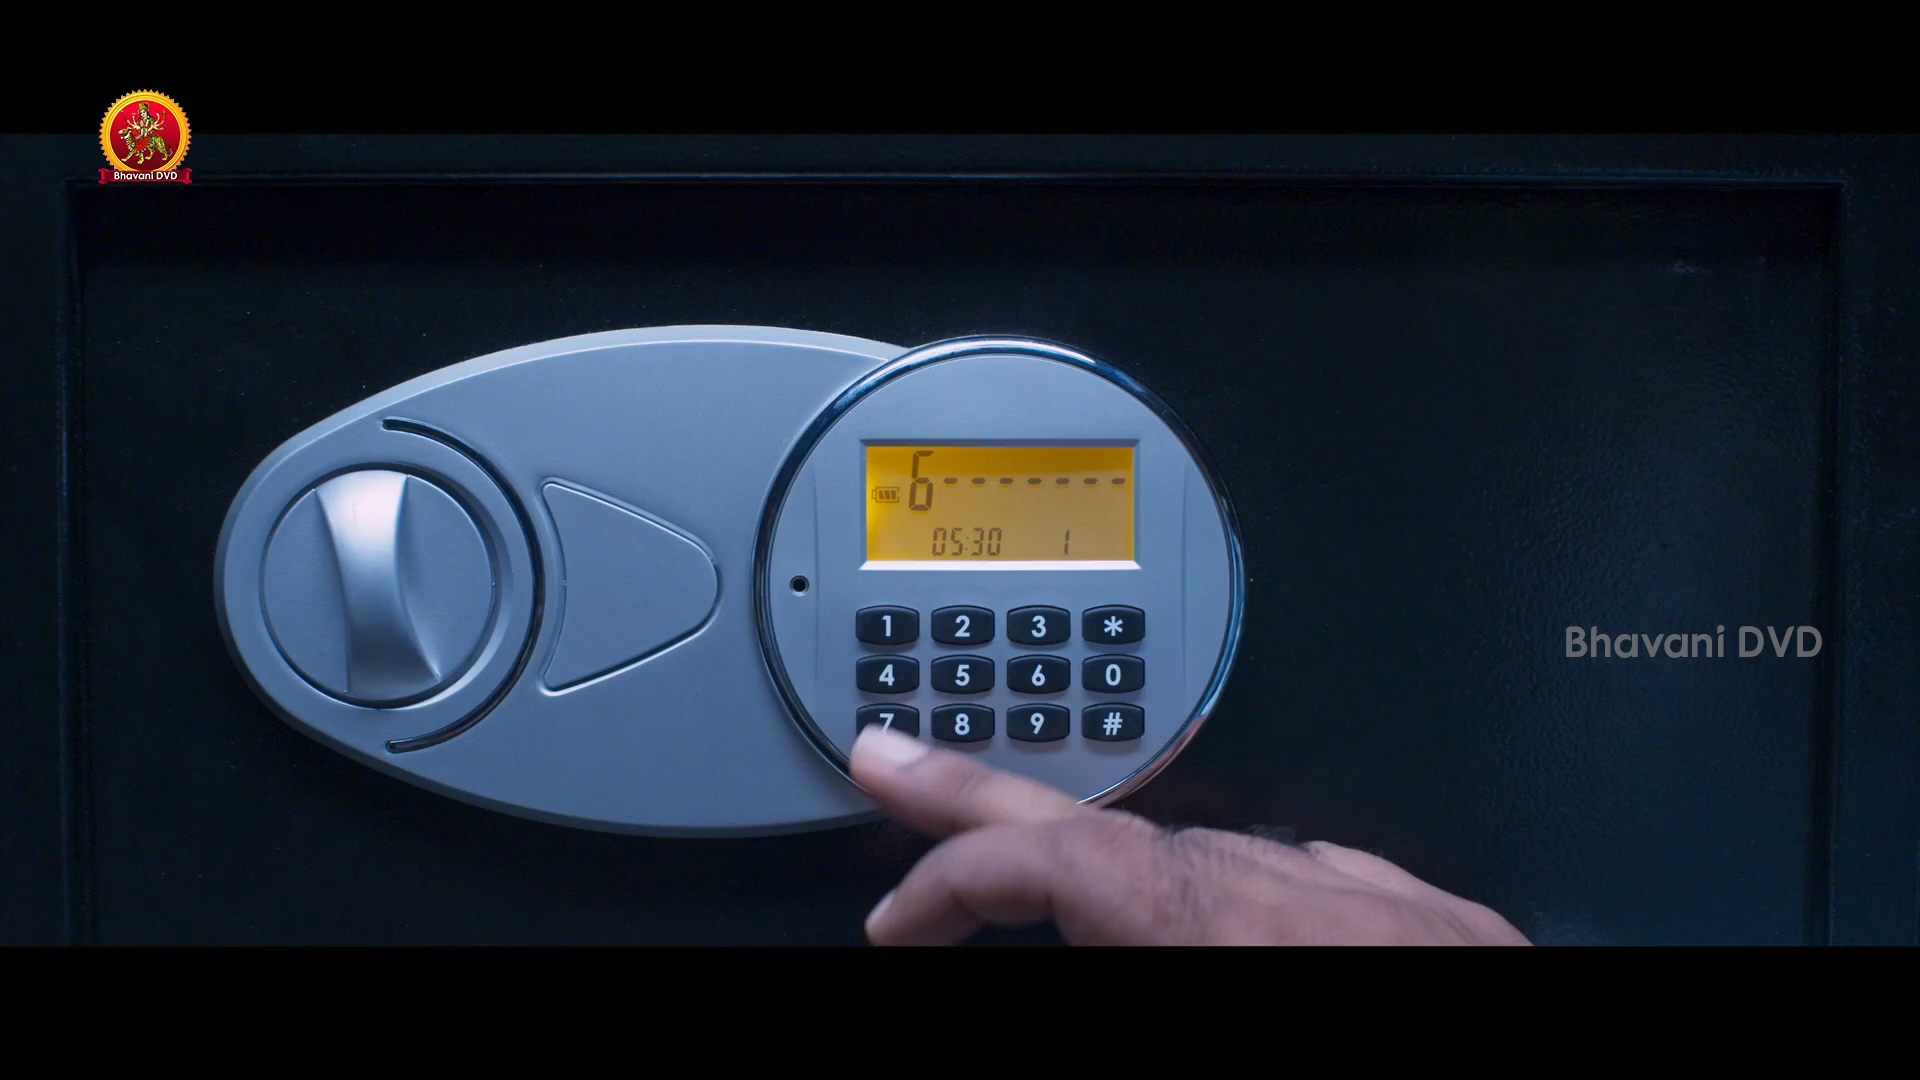 Bhavani DVD
6-------
05:30 1
1 2 3 *
4 5 6 0
7 8 9 #
Bhavani DVD